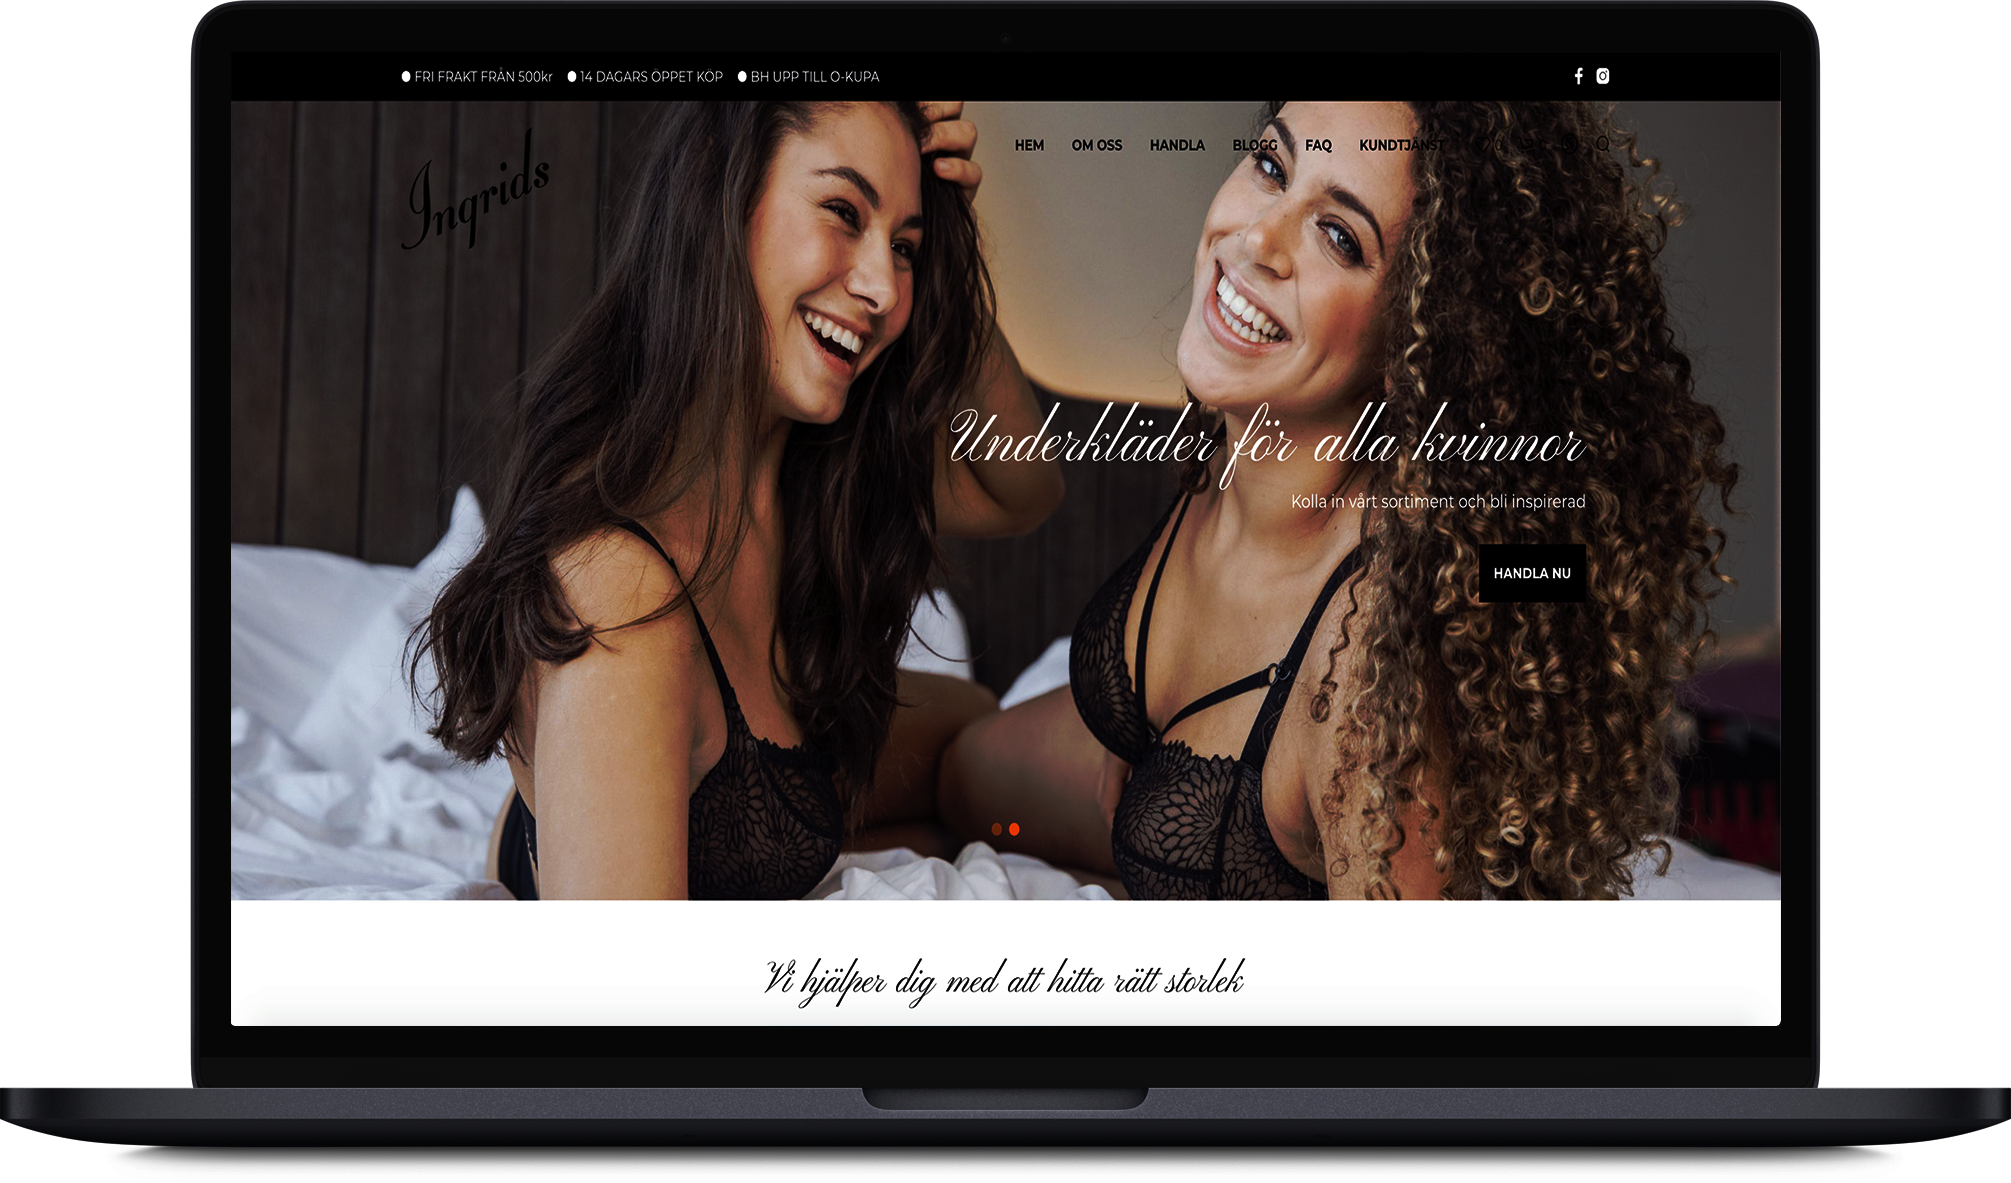 FRI FRAKT FRÅN 500kr 14 DAGARS ÖPPET KÖP BH UPP TILL O-KUPA
Ingrids
HEM OM OSS HANDLA BLOGG FAQ KUNDTJÄNST
Underkläder för alla kvinnor
Kolla in vårt sortiment och bli inspirerad
HANDLA NU
Vi hjälper dig med att hitta rätt storlek